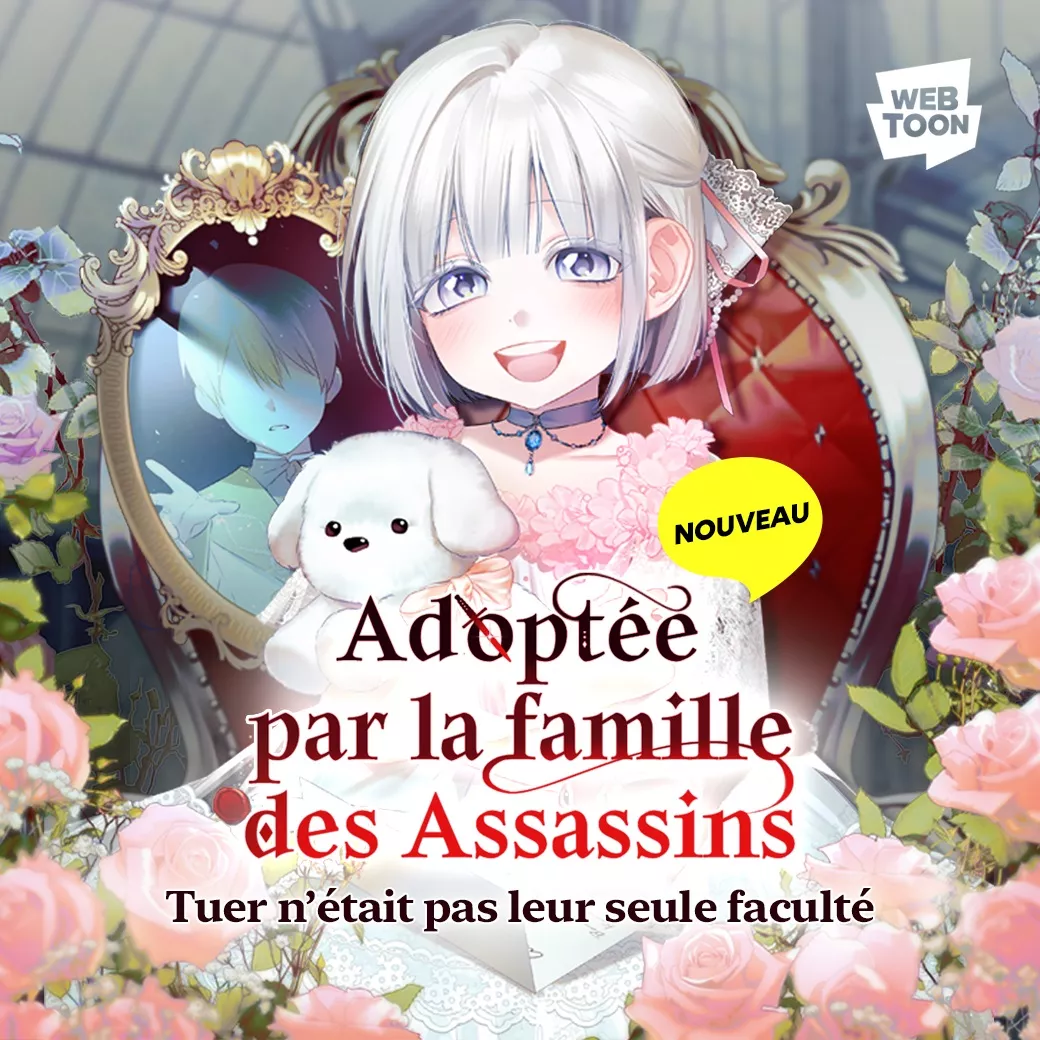 WEB
TOON
NOUVEAU
Adoptée
par la famille
des Assassins
Tuer n'était pas leur seule faculté